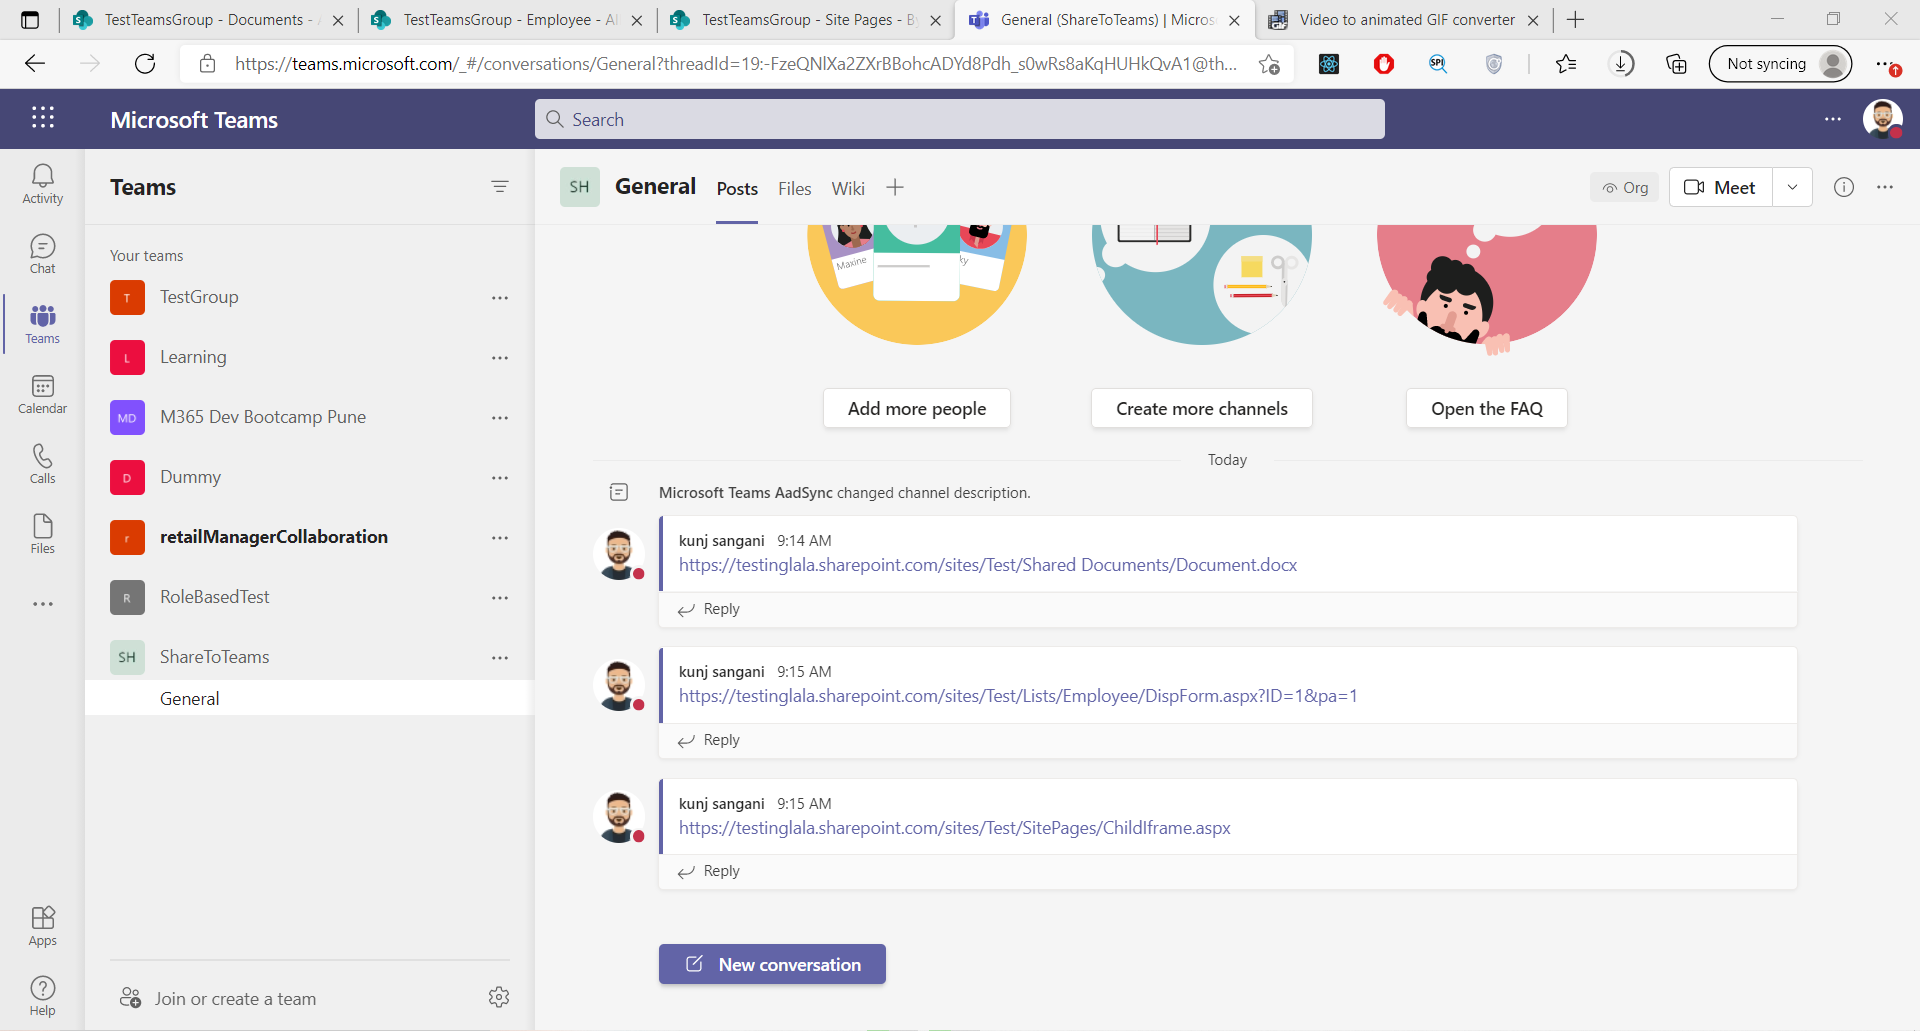 TestTeamsGroup - Documents -
TestTeamsGroup - Employee - Al
TestTeamsGroup - Site Pages - By
General (ShareToTeams) | Micros
Video to animated GIF converter
https://teams.microsoft.com/_#/conversations/General?threadId=19:-FzeQNlXa2ZXrBBohcADYd8Pdh_s0wRs8aKqHUHkQvA1@th...
SPI
Not syncing
Microsoft Teams
Search
Activity
Chat
Teams
Calendar
Calls
Files
Apps
Help
Teams
Your teams
T TestGroup
L Learning
MD M365 Dev Bootcamp Pune
D Dummy
r retailManagerCollaboration
R RoleBasedTest
SH ShareToTeams
General
Join or create a team
SH General Posts Files Wiki
Org
Meet
Maxine
ky
Add more people
Create more channels
Open the FAQ
Today
Microsoft Teams AadSync changed channel description.
kunj sangani 9:14 AM
https://testinglala.sharepoint.com/sites/Test/Shared Documents/Document.docx
Reply
kunj sangani 9:15 AM
https://testinglala.sharepoint.com/sites/Test/Lists/Employee/DispForm.aspx?ID=1&pa=1
Reply
kunj sangani 9:15 AM
https://testinglala.sharepoint.com/sites/Test/SitePages/ChildIframe.aspx
Reply
New conversation